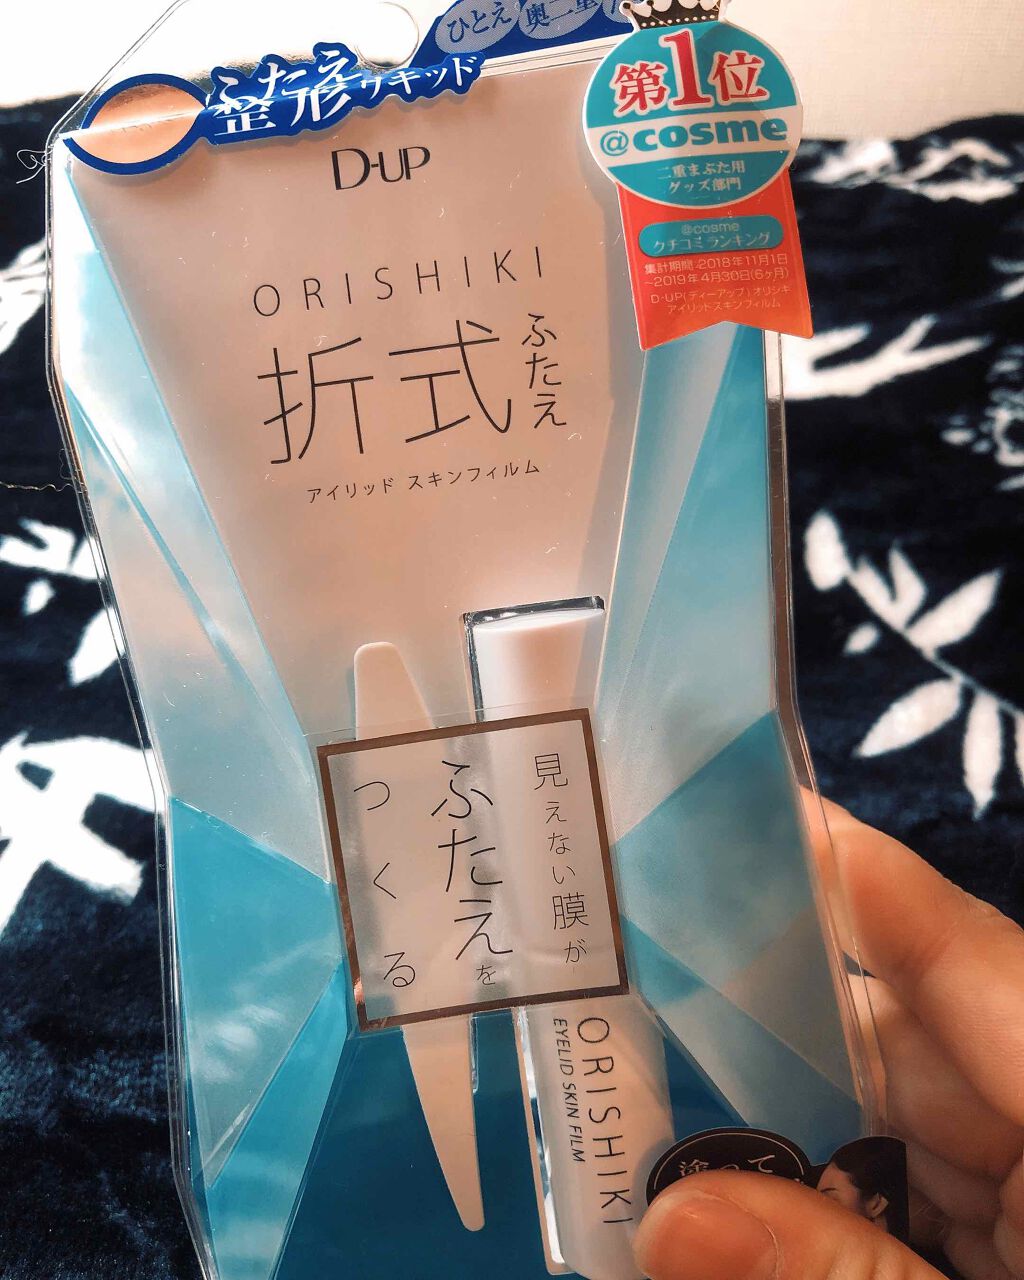 ひとえ 奥二重
ふたえ
整形リキッド
D-UP
ORISHIKI
折式
ふたえ
アイリッド スキンフィルム
第1位
@cosme
二重まぶた用
グッズ部門
@cosme
クチコミランキング
集計期間:2018年11月1日
~2019年4月30日(6ヶ月)
D-UP(ディーアップ) オリシキ
アイリッドスキンフィルム
見えない膜が
ふたえを
つくる
ORISHIKI
EYELID SKIN FILM
塗って